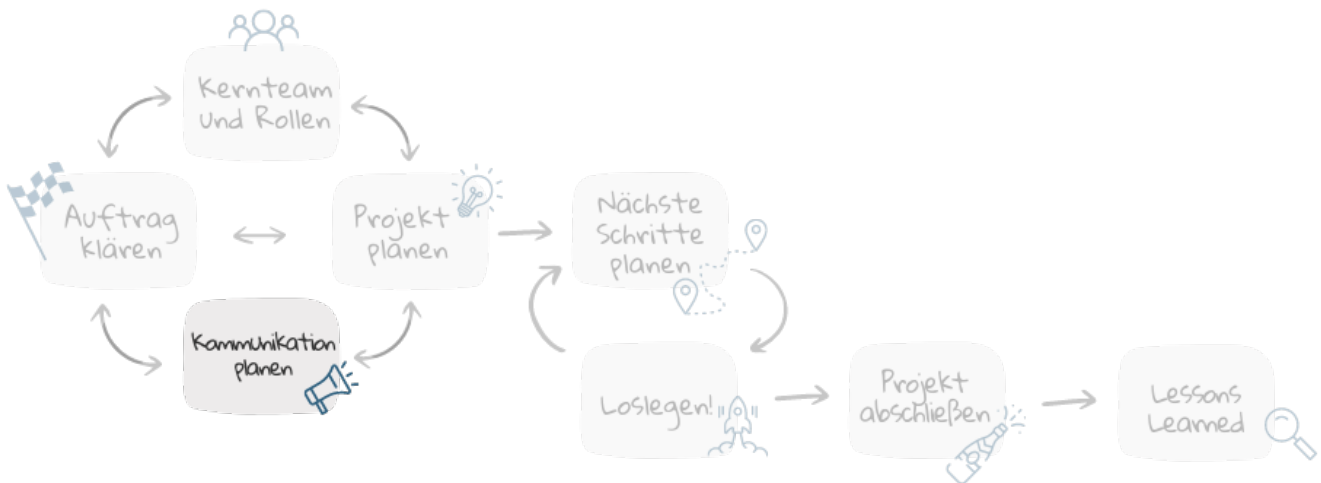 Kernteam
und Rollen
Auftrag
klären
Projekt
planen
Nächste
Schritte
planen
Kommunikation
planen
Loslegen!
Projekt
abschließen
Lessons
Learned